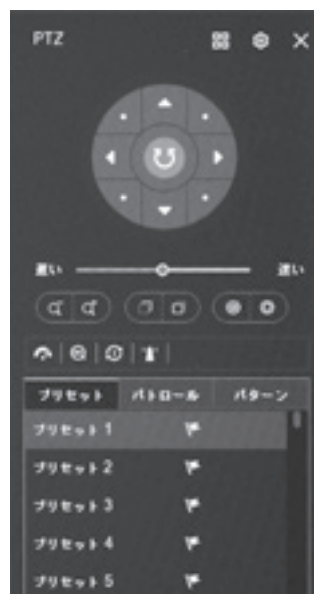 PTZ
遅い 速い
プリセット パトロール パターン
プリセット 1
プリセット 2
プリセット 3
プリセット 4
プリセット 5